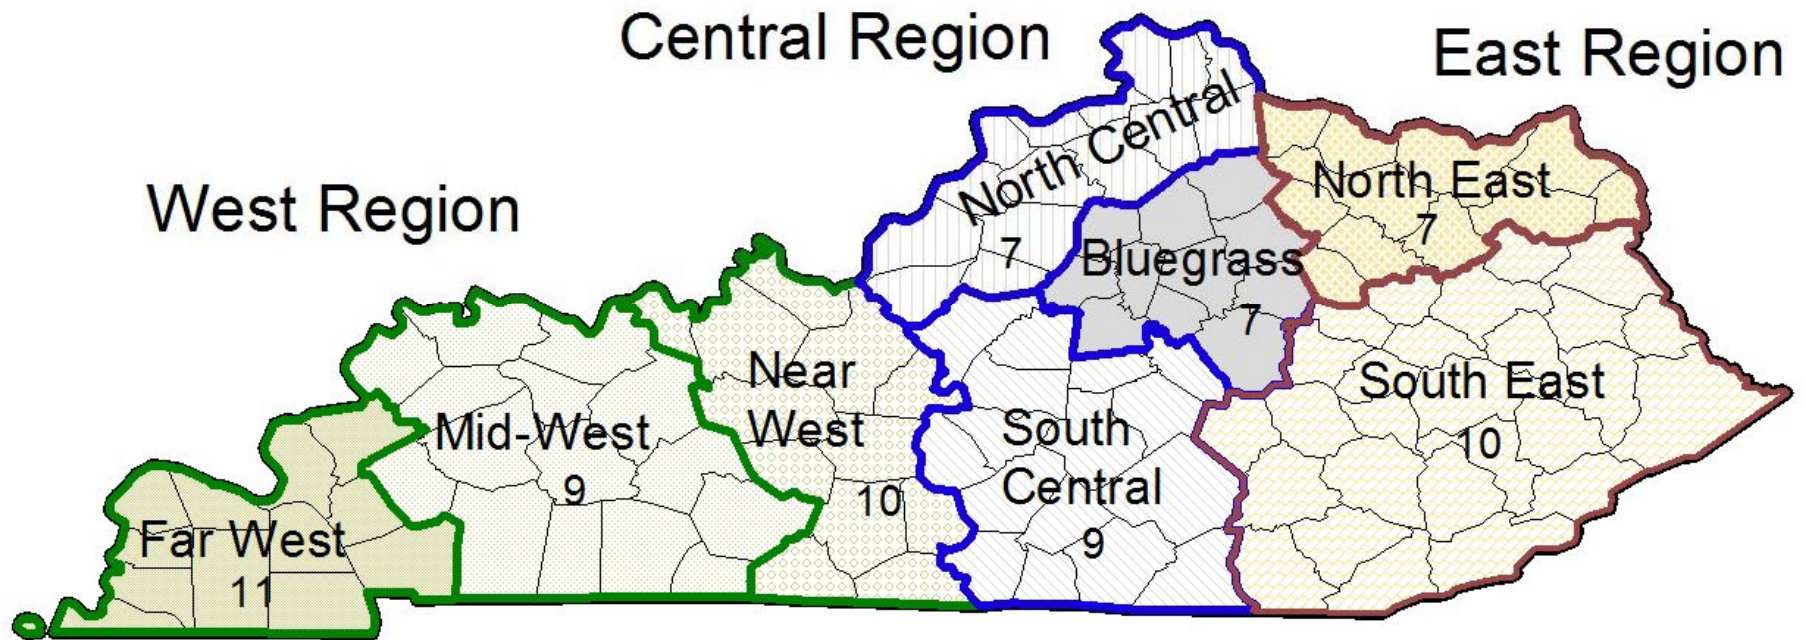 Central Region
East Region
West Region
North Central
7
North East
7
Bluegrass
7
Near
West
10
South East
10
Mid-West
9
South
Central
9
Far West
11